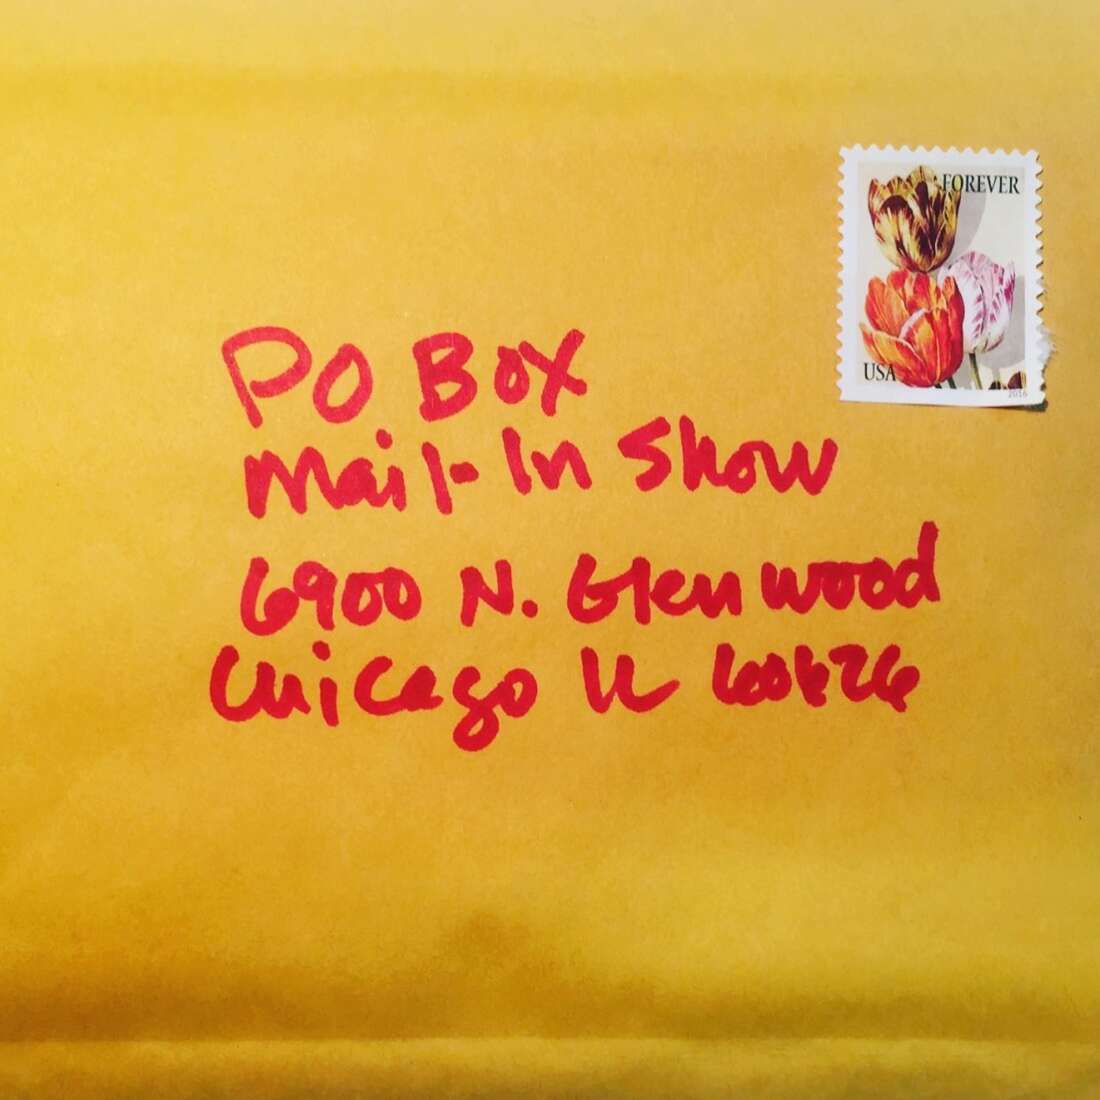 FOREVER
USA
2016
PO Box
Mail-In Show
6900 N. Glenwood
Chicago IL 60626